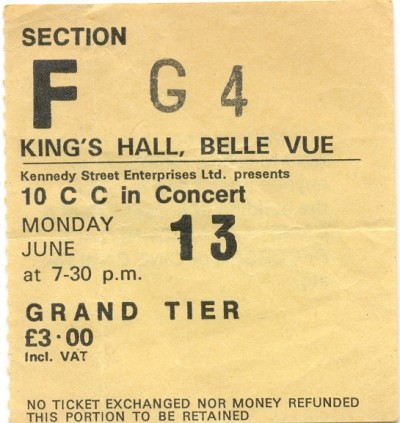 SECTION
F G 4
KING'S HALL, BELLE VUE
Kennedy Street Enterprises Ltd. presents
10 C C in Concert
MONDAY 13
JUNE
at 7-30 p.m.
GRAND TIER
£3·00
Incl. VAT
NO TICKET EXCHANGED NOR MONEY REFUNDED
THIS PORTION TO BE RETAINED